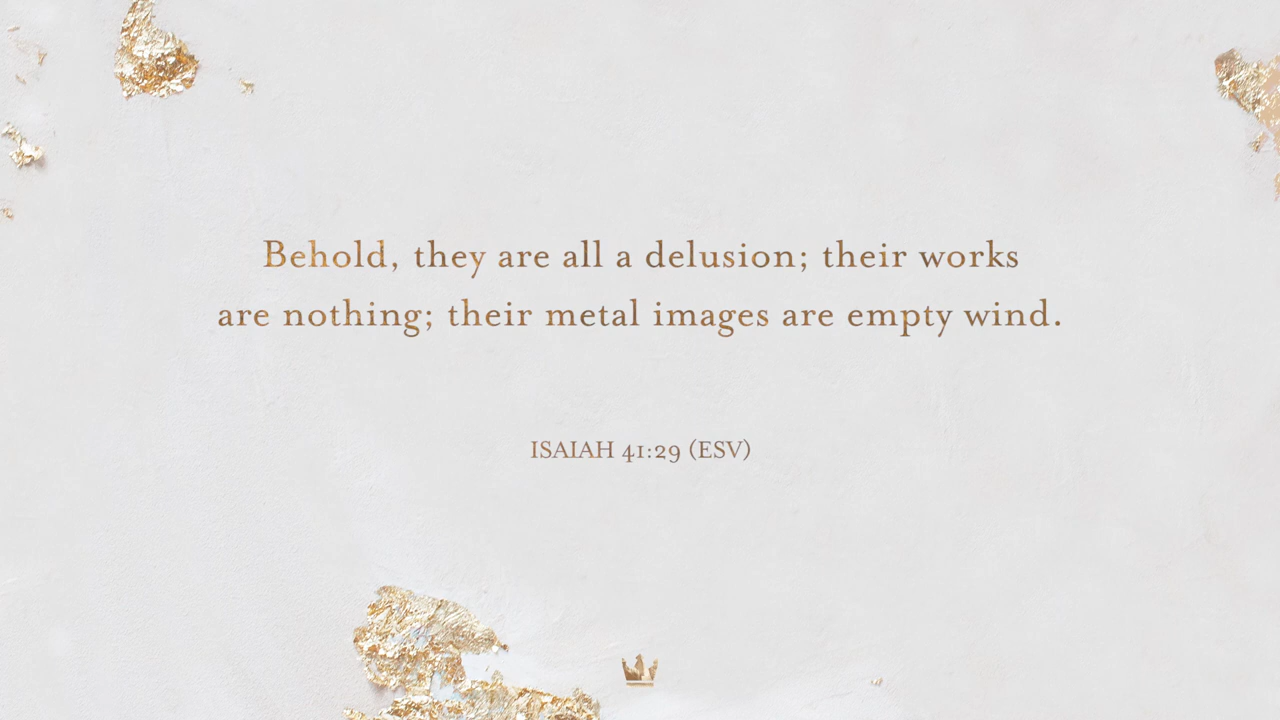 Behold, they are all a delusion; their works
are nothing; their metal images are empty wind.
ISAIAH 41:29 (ESV)